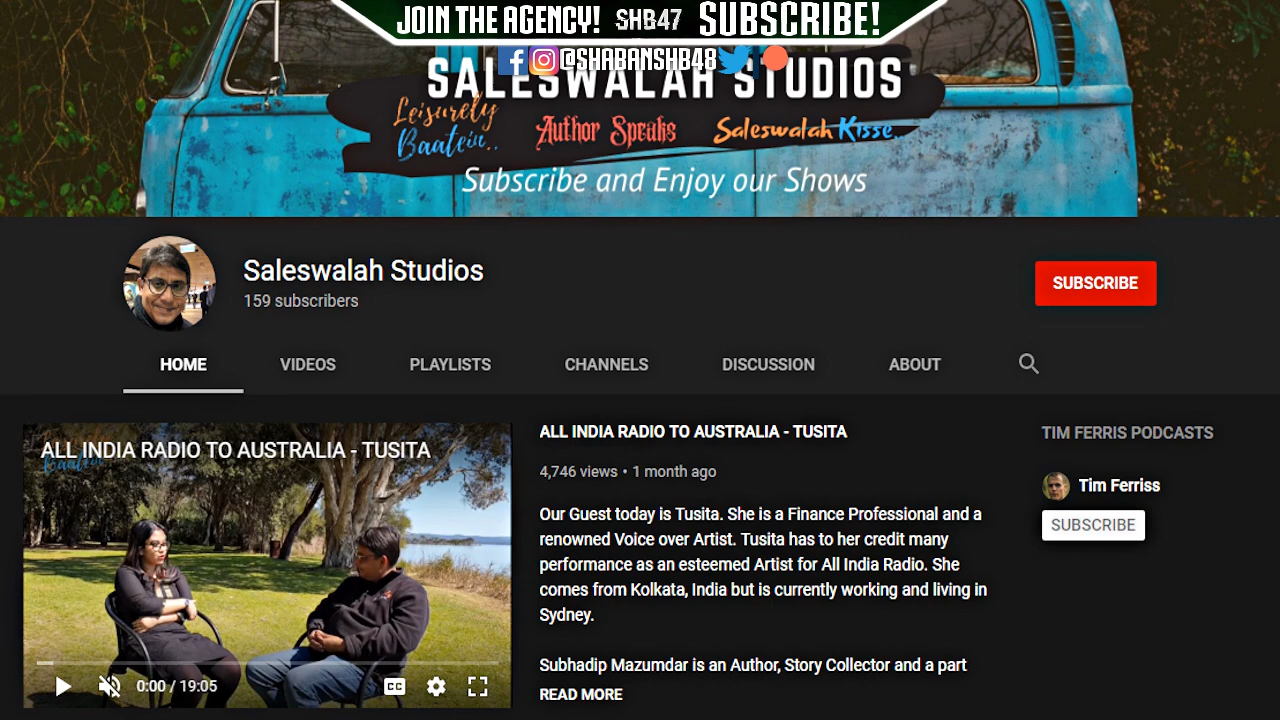 JOIN THE AGENCY! SHB47 SUBSCRIBE!
@SHABANSHB48
SALESWALAH STUDIOS
Leisurely Baatein..
Author Speaks
Saleswalah Kisse..
Subscribe and Enjoy our Shows
Saleswalah Studios
159 subscribers
SUBSCRIBE
HOME VIDEOS PLAYLISTS CHANNELS DISCUSSION ABOUT
ALL INDIA RADIO TO AUSTRALIA - TUSITA
Baatein
0:00 / 19:05
CC
ALL INDIA RADIO TO AUSTRALIA - TUSITA
4,746 views • 1 month ago
Our Guest today is Tusita. She is a Finance Professional and a
renowned Voice over Artist. Tusita has to her credit many
performance as an esteemed Artist for All India Radio. She
comes from Kolkata, India but is currently working and living in
Sydney.
Subhadip Mazumdar is an Author, Story Collector and a part
READ MORE
TIM FERRIS PODCASTS
Tim Ferriss
SUBSCRIBE